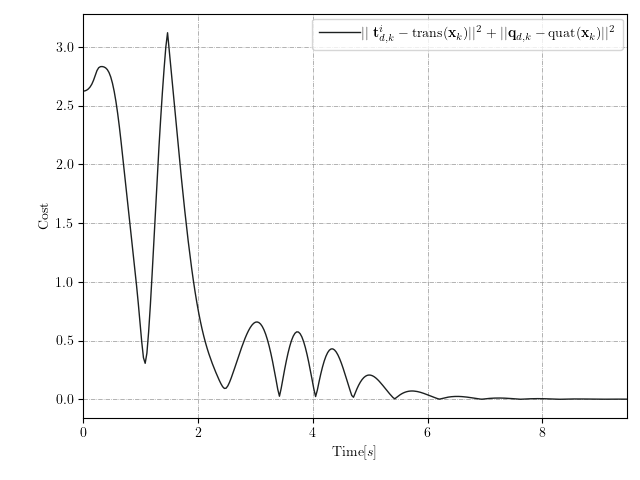 || t^i_{d,k} − trans(x_k)||² + ||q_{d,k} − quat(x_k)||²
3.0
2.5
2.0
1.5
1.0
0.5
0.0
Cost
0 2 4 6 8
Time[s]